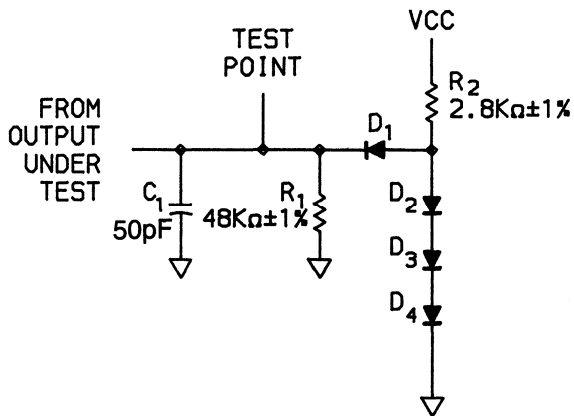 TEST
POINT
VCC
FROM
OUTPUT
UNDER
TEST
R2
2.8KΩ±1%
D1
C1
50pF
R1
48KΩ±1%
D2
D3
D4